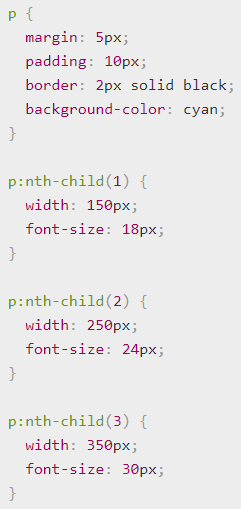 p {
  margin: 5px;
  padding: 10px;
  border: 2px solid black;
  background-color: cyan;
}

p:nth-child(1) {
  width: 150px;
  font-size: 18px;
}

p:nth-child(2) {
  width: 250px;
  font-size: 24px;
}

p:nth-child(3) {
  width: 350px;
  font-size: 30px;
}